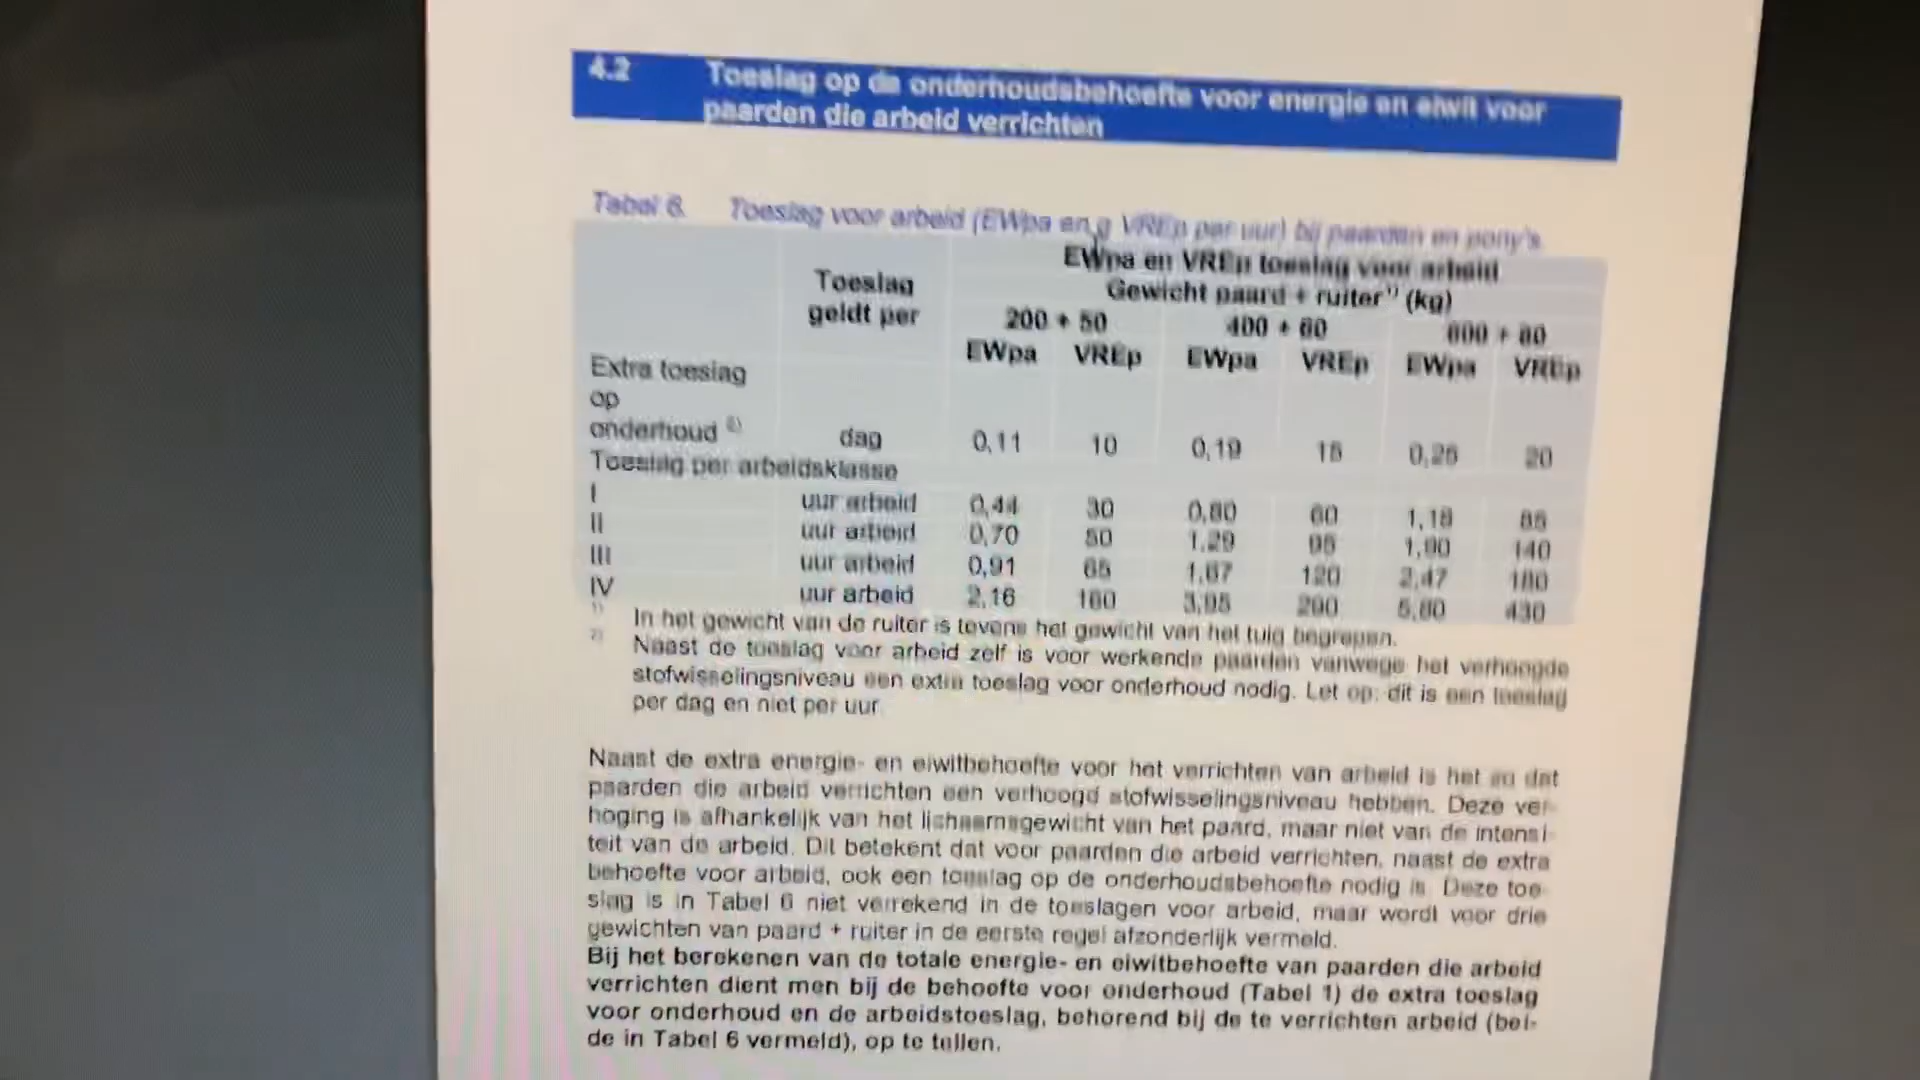 4.2 Toeslag op de onderhoudsbehoefte voor energie en eiwit voor
paarden die arbeid verrichten
Tabel 6. Toeslag voor arbeid (EWpa en g VREp per uur) bij paarden en pony's
EWpa en VREp toeslag voor arbeid
Toeslag
geldt per
Gewicht paard + ruiter 1) (kg)
200 + 50 400 + 60 600 + 80
EWpa VREp EWpa VREp EWpa VREp
Extra toeslag
op
onderhoud 2) dag 0,11 10 0,19 15 20
Toeslag per arbeidsklasse
I uur arbeid 0,44 30 0,80 60 1,18 85
II uur arbeid 0,70 50 1,29 95 1,90 140
III uur arbeid 0,91 65 1,67 120 2,47 180
IV uur arbeid 2,16 160 430
1) In het gewicht van de ruiter is tevens het gewicht van het tuig begrepen.
2) Naast de toeslag voor arbeid zelf is voor werkende paarden vanwege het verhoogde
stofwisselingsniveau een extra toeslag voor onderhoud nodig. Let op: dit is een toeslag
per dag en niet per uur
Naast de extra energie- en eiwitbehoefte voor het verrichten van arbeid is het zo dat
paarden die arbeid verrichten een verhoogd stofwisselingsniveau hebben. Deze ver-
hoging is afhankelijk van het lichaamsgewicht van het paard, maar niet van de intensi-
teit van de arbeid. Dit betekent dat voor paarden die arbeid verrichten, naast de extra
behoefte voor arbeid, ook een toeslag op de onderhoudsbehoefte nodig is. Deze toe-
slag is in Tabel 6 niet verrekend in de toeslagen voor arbeid, maar wordt voor drie
gewichten van paard + ruiter in de eerste regel afzonderlijk vermeld.
Bij het berekenen van de totale energie- en eiwitbehoefte van paarden die arbeid
verrichten dient men bij de behoefte voor onderhoud (Tabel 1) de extra toeslag
voor onderhoud en de arbeidstoeslag, behorend bij de te verrichten arbeid (bei-
de in Tabel 6 vermeld), op te tellen.